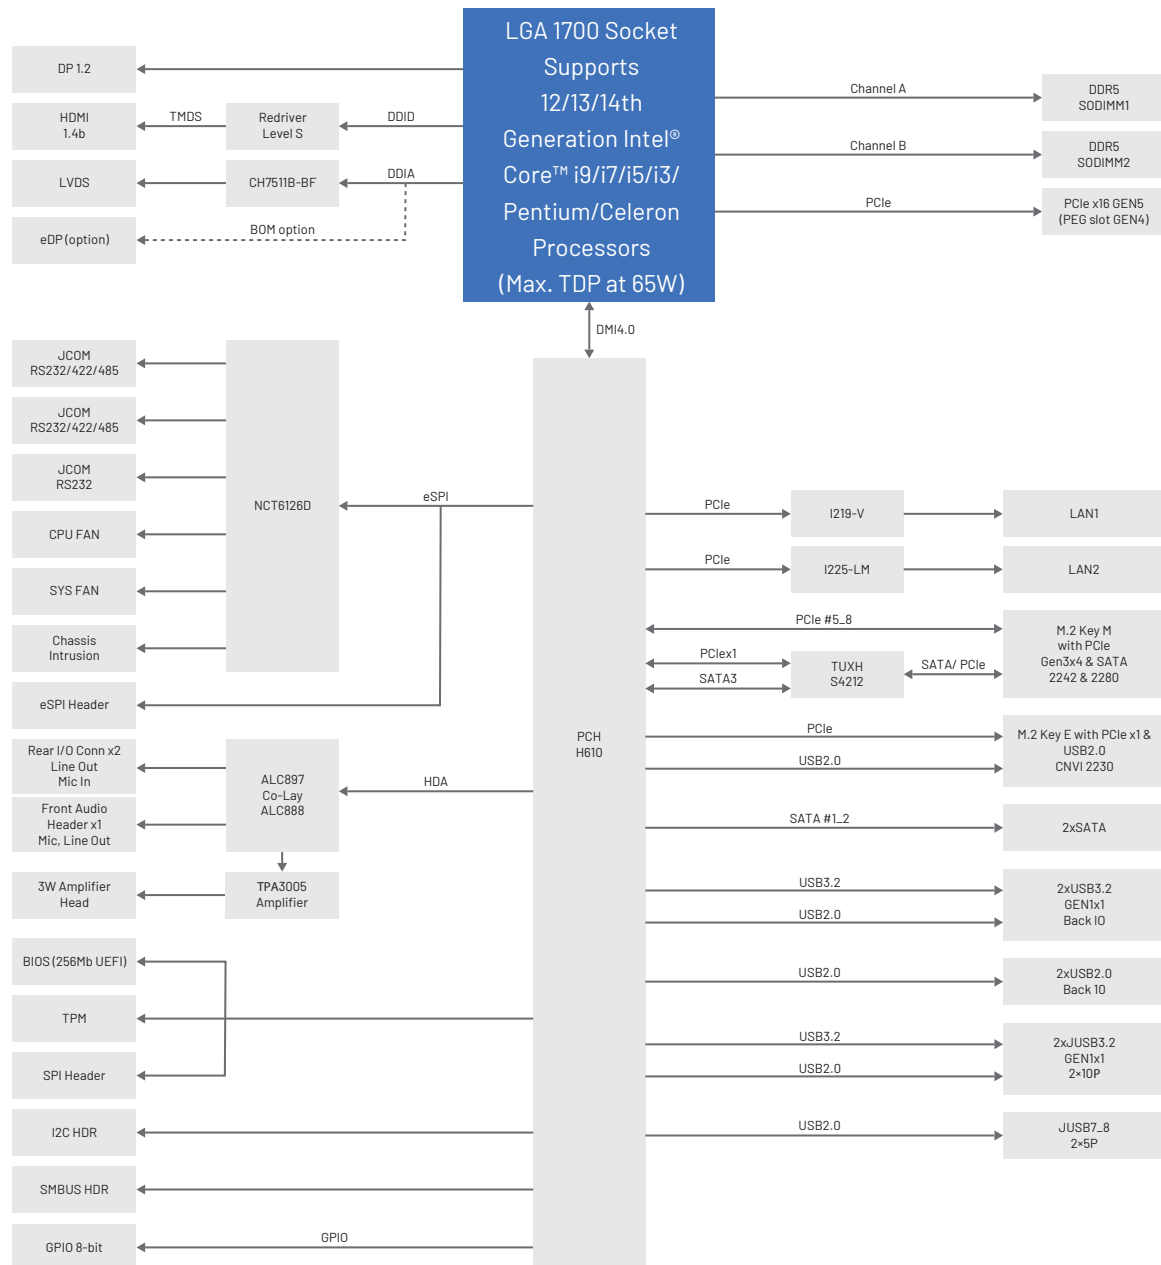 LGA 1700 Socket
Supports
12/13/14th
Generation Intel®
Core™ i9/i7/i5/i3/
Pentium/Celeron
Processors
(Max. TDP at 65W)
DP 1.2
HDMI
1.4b
TMDS
Redriver
Level S
DDID
LVDS
CH7511B-BF
DDIA
eDP (option)
BOM option
Channel A
DDR5
SODIMM1
Channel B
DDR5
SODIMM2
PCIe
PCIe x16 GEN5
(PEG slot GEN4)
DMI4.0
JCOM
RS232/422/485
JCOM
RS232/422/485
JCOM
RS232
CPU FAN
SYS FAN
Chassis
Intrusion
eSPI Header
NCT6126D
eSPI
Rear I/O Conn x2
Line Out
Mic In
Front Audio
Header x1
Mic, Line Out
ALC897
Co-Lay
ALC888
HDA
3W Amplifier
Head
TPA3005
Amplifier
BIOS (256Mb UEFI)
TPM
SPI Header
I2C HDR
SMBUS HDR
GPIO 8-bit
GPIO
PCH
H610
PCIe
I219-V
LAN1
PCIe
I225-LM
LAN2
PCIe #5_8
PCIex1
SATA3
TUXH
S4212
SATA/ PCIe
M.2 Key M
with PCIe
Gen3x4 & SATA
2242 & 2280
PCIe
USB2.0
M.2 Key E with PCIe x1 &
USB2.0
CNVI 2230
SATA #1_2
2xSATA
USB3.2
USB2.0
2xUSB3.2
GEN1x1
Back IO
USB2.0
2xUSB2.0
Back 10
USB3.2
USB2.0
2xJUSB3.2
GEN1x1
2×10P
USB2.0
JUSB7_8
2×5P